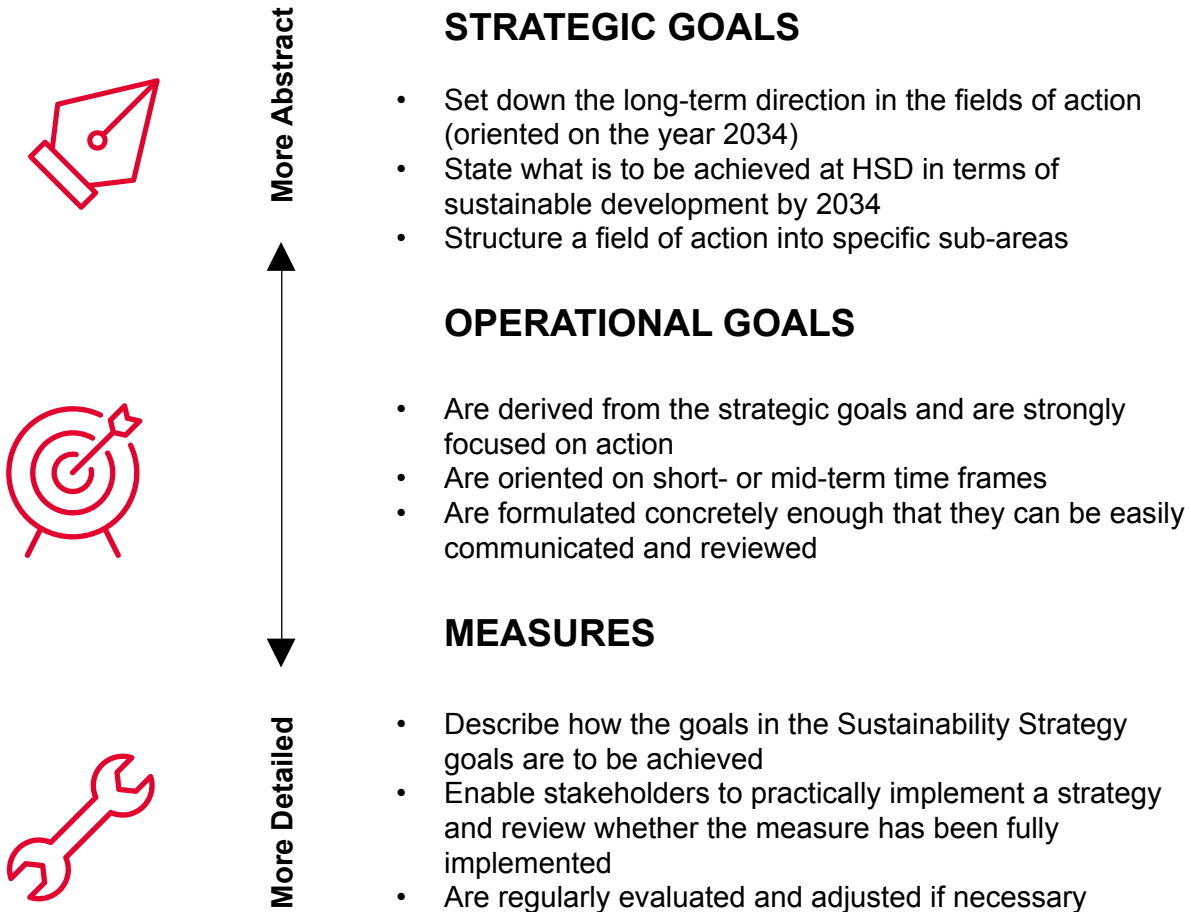 More Abstract
STRATEGIC GOALS
• Set down the long-term direction in the fields of action
(oriented on the year 2034)
• State what is to be achieved at HSD in terms of
sustainable development by 2034
• Structure a field of action into specific sub-areas
OPERATIONAL GOALS
• Are derived from the strategic goals and are strongly
focused on action
• Are oriented on short- or mid-term time frames
• Are formulated concretely enough that they can be easily
communicated and reviewed
MEASURES
More Detailed
• Describe how the goals in the Sustainability Strategy
goals are to be achieved
• Enable stakeholders to practically implement a strategy
and review whether the measure has been fully
implemented
• Are regularly evaluated and adjusted if necessary